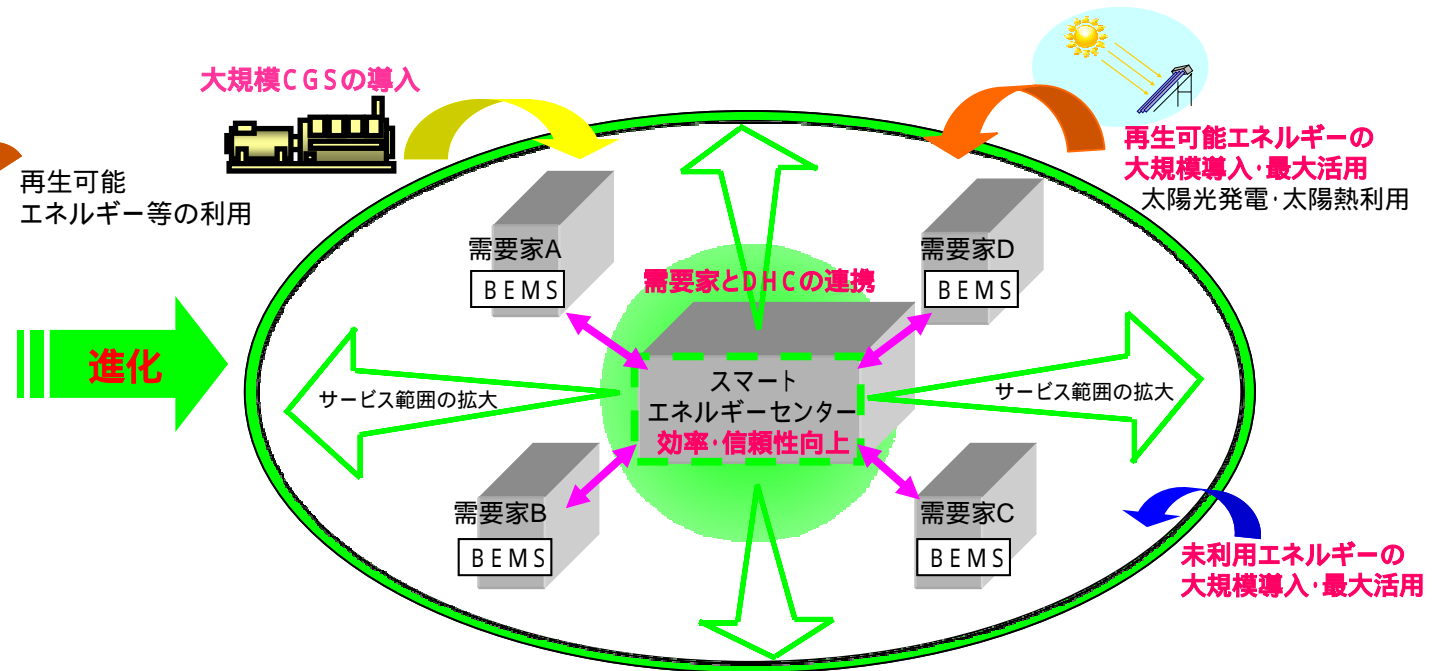 大規模CGSの導入
再生可能
エネルギー等の利用
再生可能エネルギーの
大規模導入・最大活用
太陽光発電・太陽熱利用
需要家A
BEMS
需要家D
BEMS
需要家とDHCの連携
進化
サービス範囲の拡大
スマート
エネルギーセンター
効率・信頼性向上
サービス範囲の拡大
需要家B
BEMS
需要家C
BEMS
未利用エネルギーの
大規模導入・最大活用